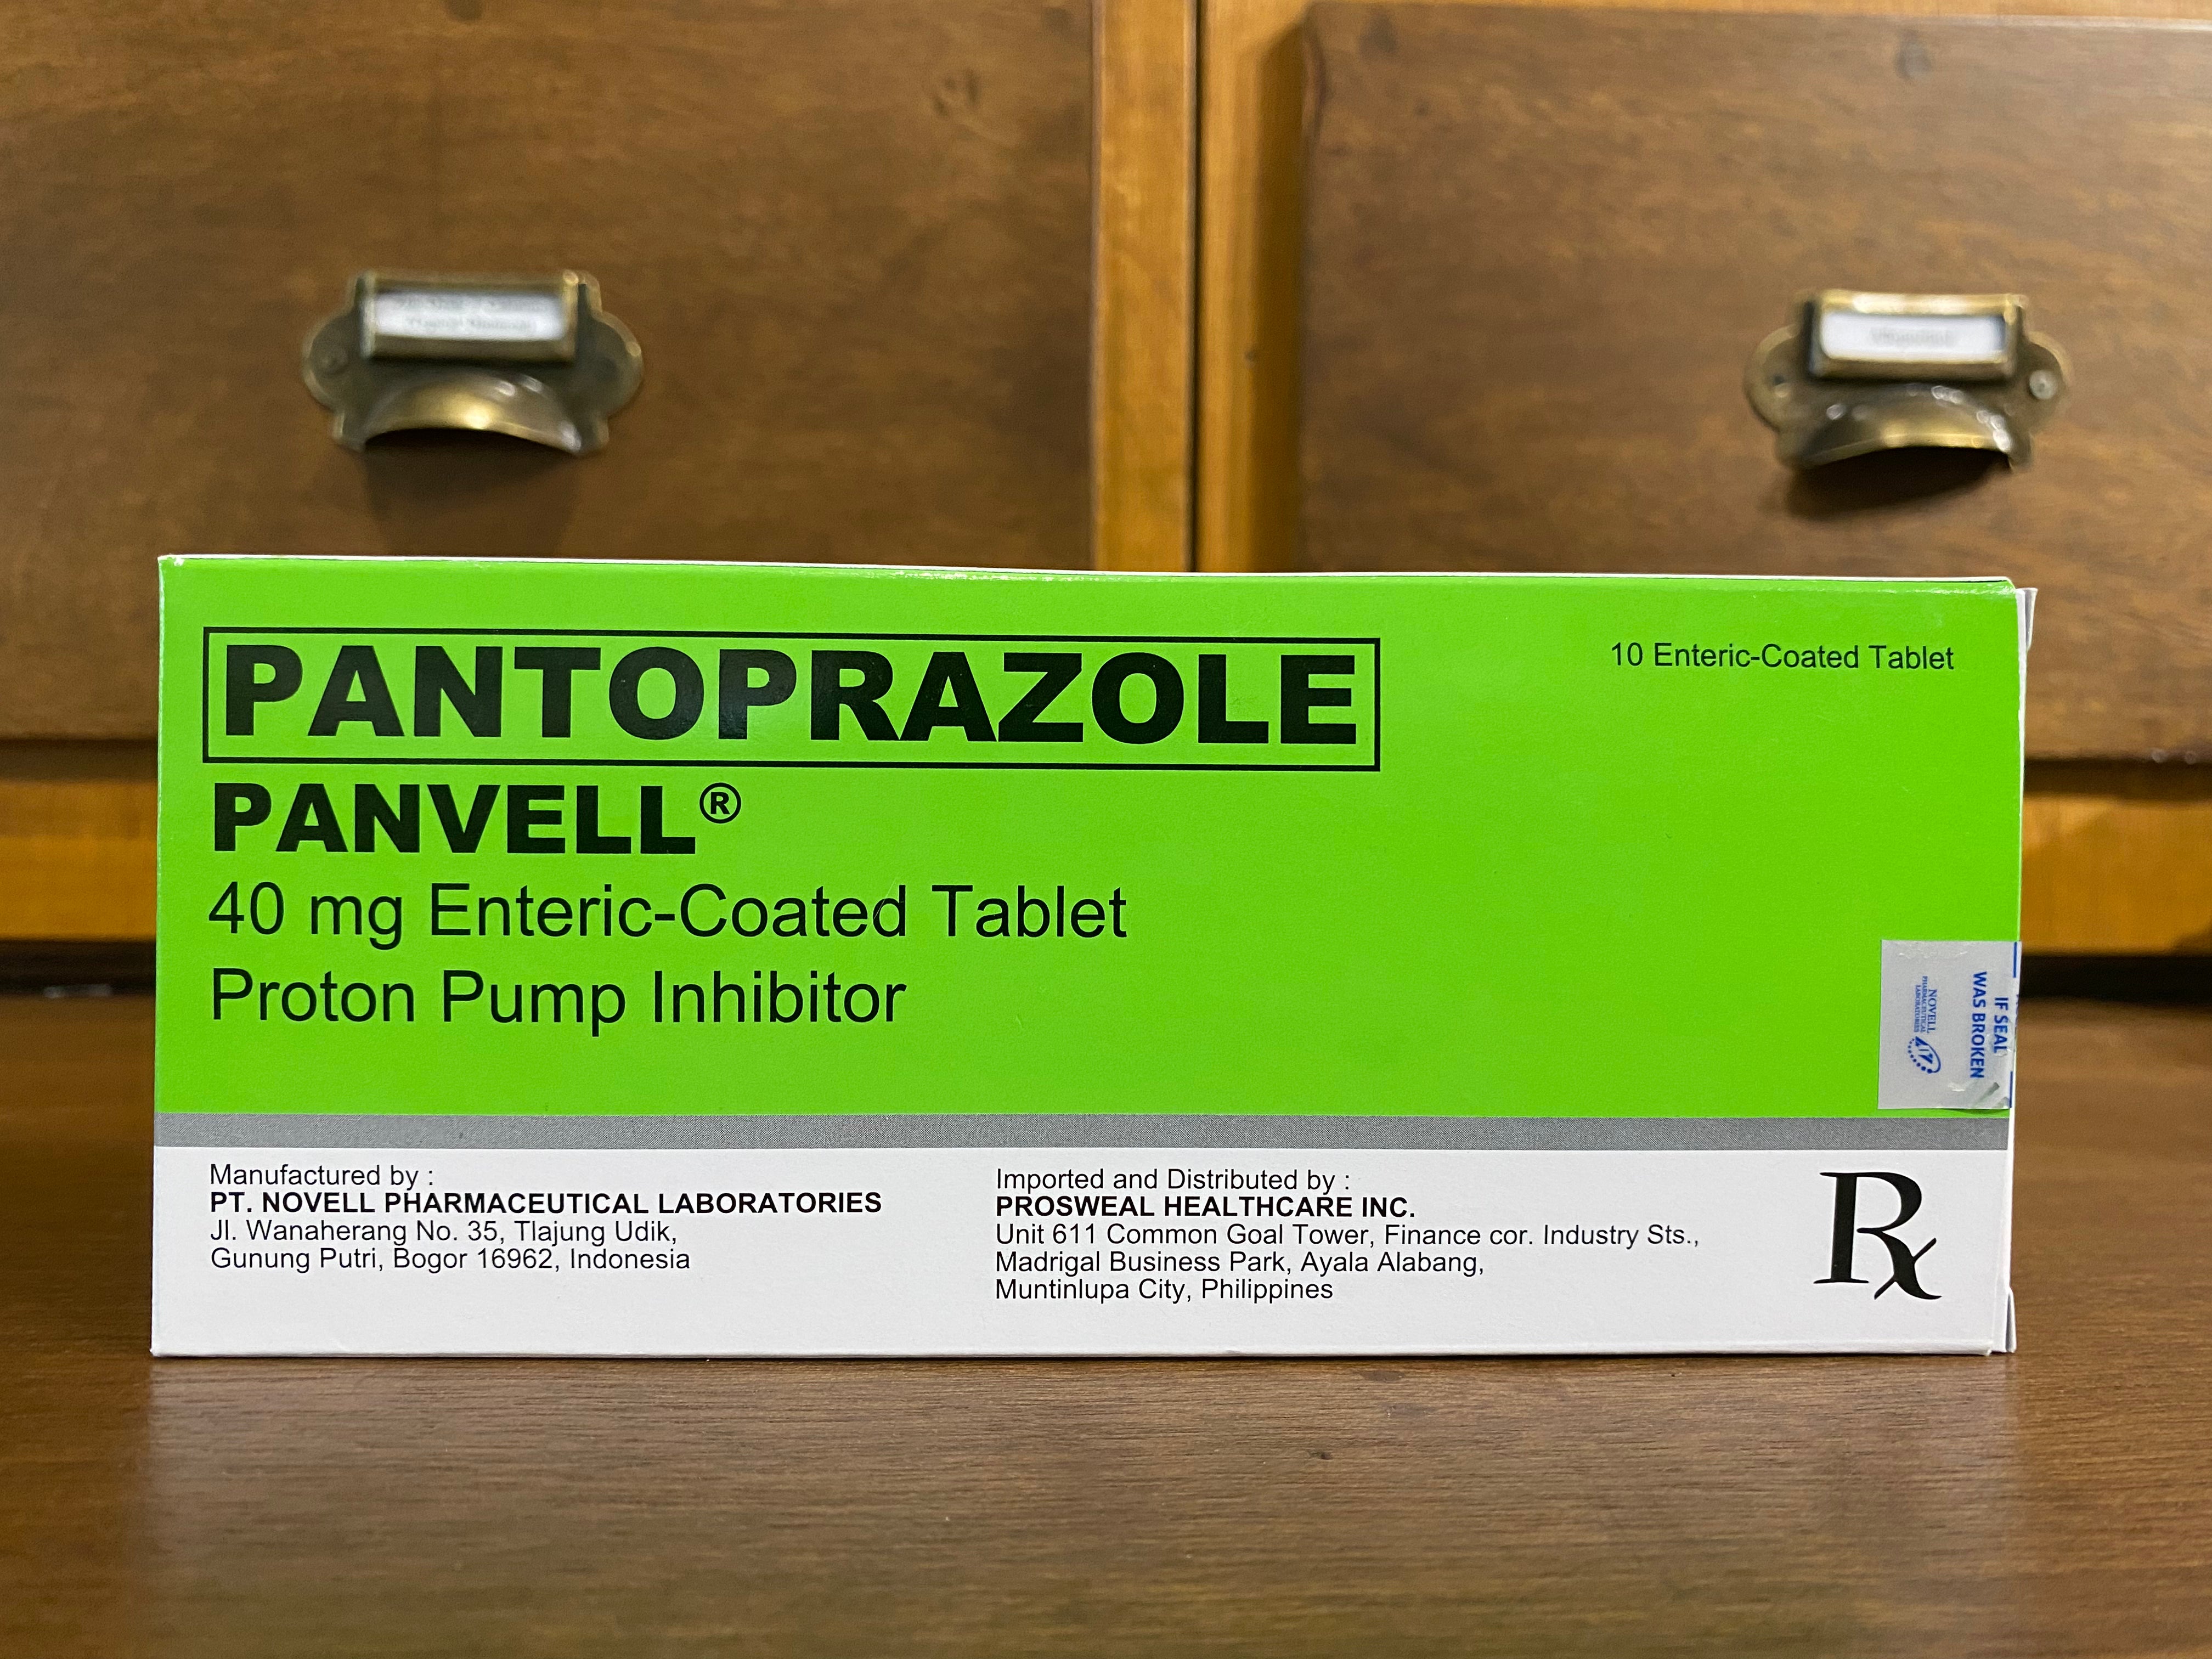 PANTOPRAZOLE
10 Enteric-Coated Tablet
PANVELL®
40 mg Enteric-Coated Tablet
Proton Pump Inhibitor
IF SEAL
WAS BROKEN
NOVELL
PHARMACEUTICAL
LABORATORIES
Manufactured by :
PT. NOVELL PHARMACEUTICAL LABORATORIES
Jl. Wanaherang No. 35, Tlajung Udik,
Gunung Putri, Bogor 16962, Indonesia
Imported and Distributed by :
PROSWEAL HEALTHCARE INC.
Unit 611 Common Goal Tower, Finance cor. Industry Sts.,
Madrigal Business Park, Ayala Alabang,
Muntinlupa City, Philippines
Rx